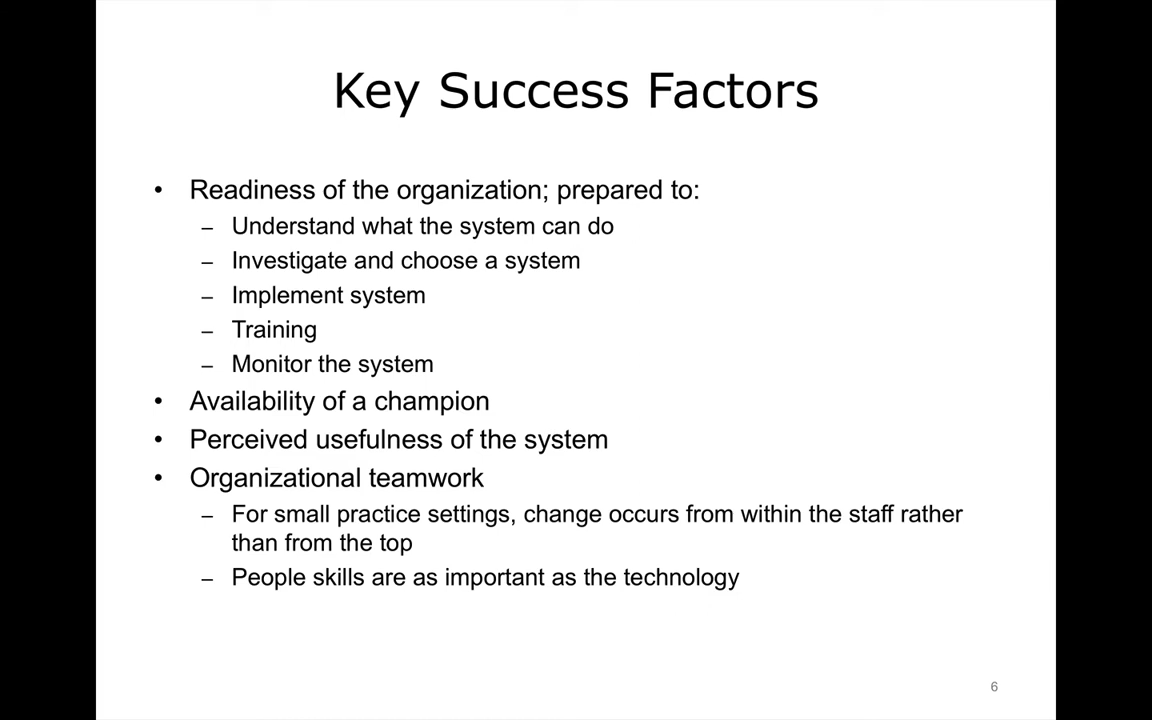 Key Success Factors
• Readiness of the organization; prepared to:
– Understand what the system can do
– Investigate and choose a system
– Implement system
– Training
– Monitor the system
• Availability of a champion
• Perceived usefulness of the system
• Organizational teamwork
– For small practice settings, change occurs from within the staff rather
than from the top
– People skills are as important as the technology
6